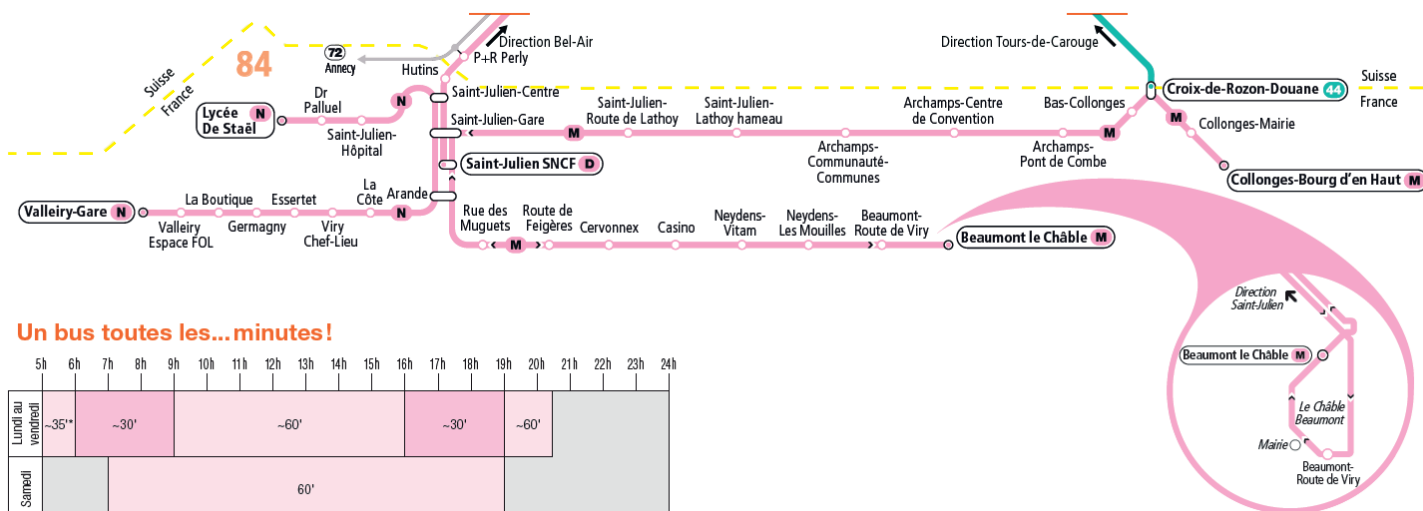 Direction Bel-Air
P+R Perly
Direction Tours-de-Carouge
84
72
Annecy
Hutins
Suisse
France
Suisse
France
Lycée
De Staël
N
Dr
Palluel
Saint-Julien-
Hôpital
N
Saint-Julien-Centre
Saint-Julien-Gare
M
Saint-Julien-
Route de Lathoy
Saint-Julien-
Lathoy hameau
Archamps-
Communauté-
Communes
Archamps-Centre
de Convention
Archamps-
Pont de Combe
Bas-Collonges
M
Croix-de-Rozon-Douane 44
M
Collonges-Mairie
Collonges-Bourg d'en Haut M
Saint-Julien SNCF D
Valleiry-Gare N
Valleiry
Espace FOL
La Boutique
Germagny
Essertet
Viry
Chef-Lieu
La
Côte
N
Arande
Rue des
Muguets
M
Route de
Feigères
Cervonnex
Casino
Neydens-
Vitam
Neydens-
Les Mouilles
Beaumont-
Route de Viry
Beaumont le Châble M
Direction
Saint-Julien
Beaumont le Châble M
Le Châble
Beaumont
Mairie
Beaumont-
Route de Viry
Un bus toutes les...minutes!
5h 6h 7h 8h 9h 10h 11h 12h 13h 14h 15h 16h 17h 18h 19h 20h 21h 22h 23h 24h
Lundi au
vendredi
~35'* ~30' ~60' ~30' ~60'
Samedi
60'